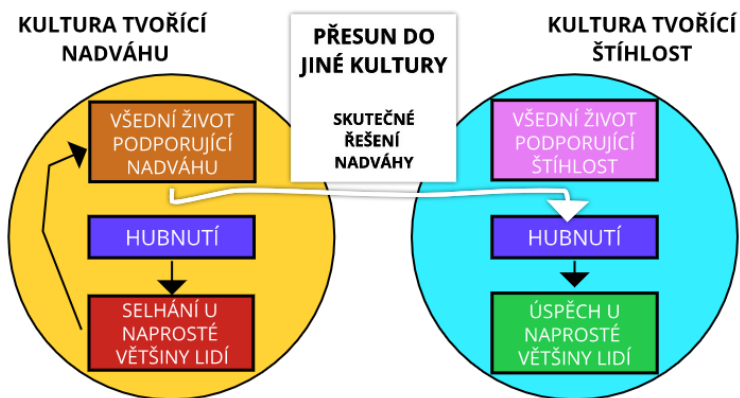 KULTURA TVOŘÍCÍ
NADVÁHU
PŘESUN DO
JINÉ KULTURY
SKUTEČNÉ
ŘEŠENÍ
NADVÁHY
KULTURA TVOŘÍCÍ
ŠTÍHLOST
VŠEDNÍ ŽIVOT
PODPORUJÍCÍ
NADVÁHU
HUBNUTÍ
SELHÁNÍ U
NAPROSTÉ
VĚTŠINY LIDÍ
VŠEDNÍ ŽIVOT
PODPORUJÍCÍ
ŠTÍHLOST
HUBNUTÍ
ÚSPĚCH U
NAPROSTÉ
VĚTŠINY LIDÍ